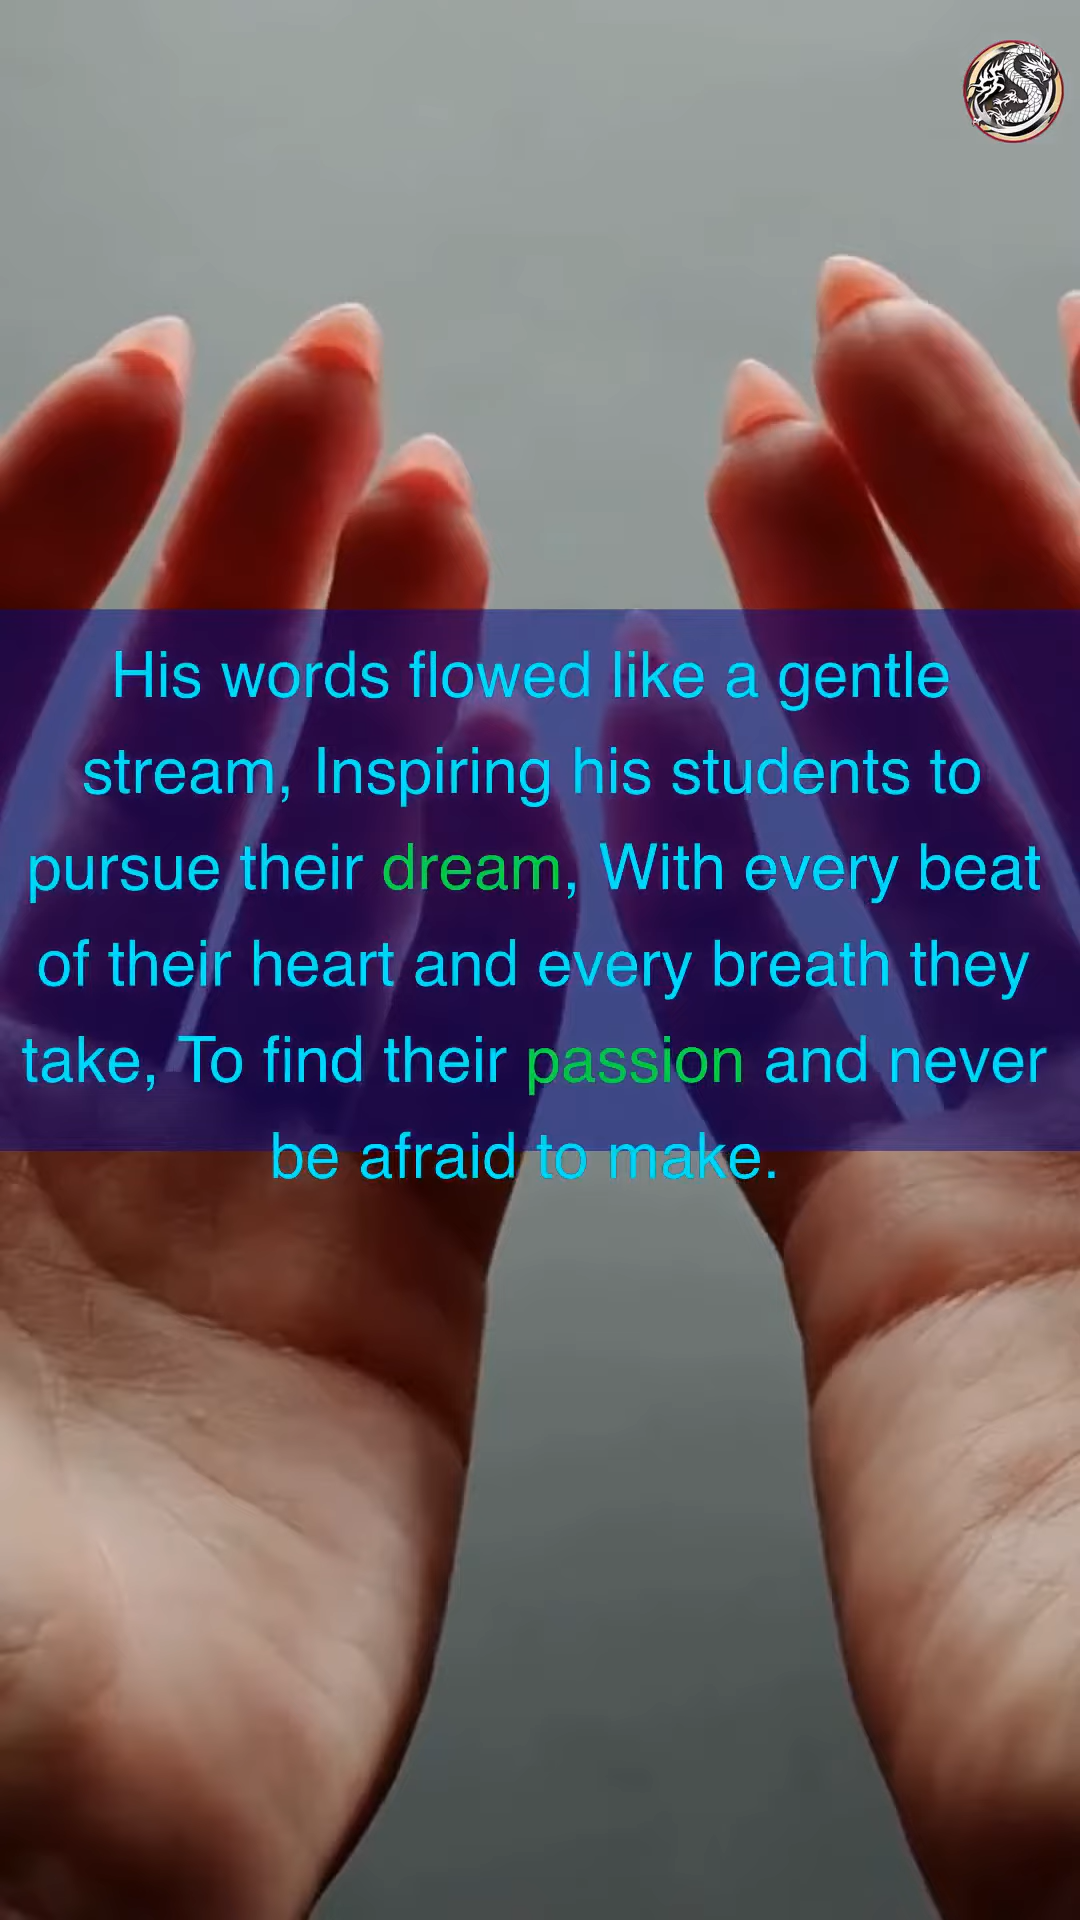 His words flowed like a gentle
stream, Inspiring his students to
pursue their dream, With every beat
of their heart and every breath they
take, To find their passion and never
be afraid to make.